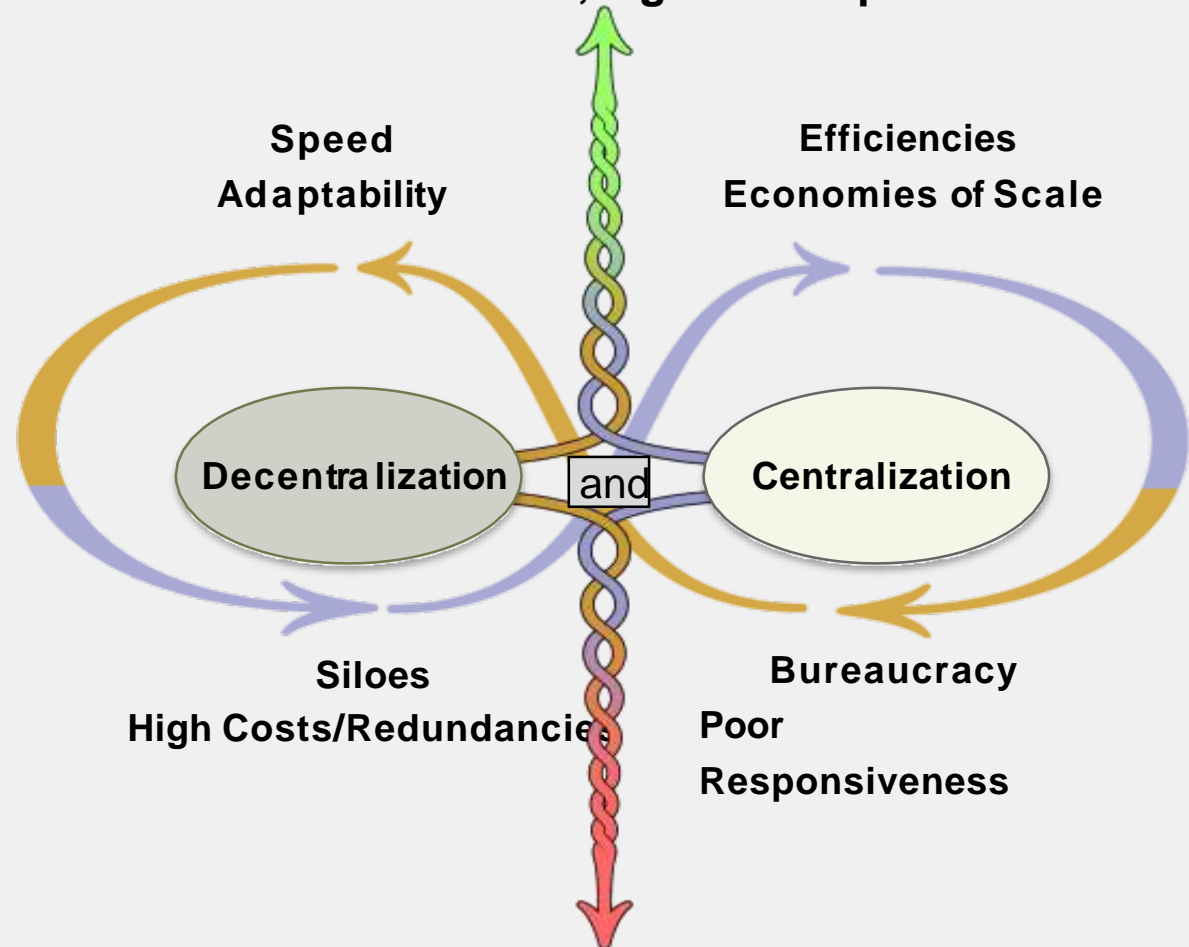 Speed
Adaptability
Efficiencies
Economies of Scale
Decentralization
and
Centralization
Siloes
High Costs/Redundancies
Bureaucracy
Poor
Responsiveness